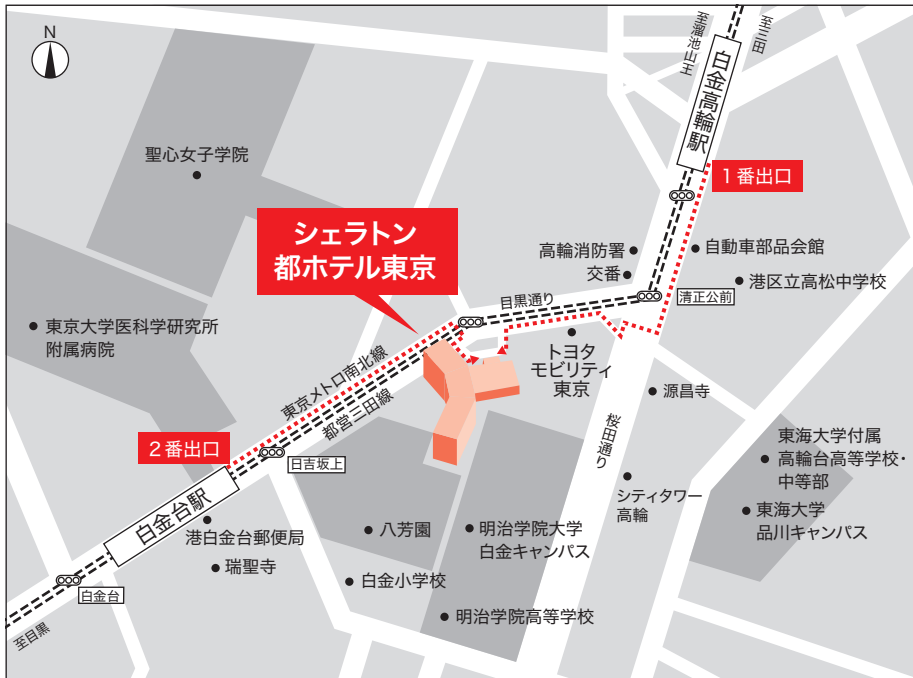 N
至溜池山王
至三田
白金高輪駅
1番出口
聖心女子学院
シェラトン
都ホテル東京
高輪消防署
交番
自動車部品会館
港区立高松中学校
清正公前
目黒通り
東京大学医科学研究所
附属病院
トヨタ
モビリティ
東京
東京メトロ南北線
都営三田線
源昌寺
桜田通り
2番出口
日吉坂上
東海大学付属
高輪台高等学校・
中等部
シティタワー
高輪
東海大学
品川キャンパス
白金台駅
港白金台郵便局
瑞聖寺
八芳園
明治学院大学
白金キャンパス
白金小学校
白金台
明治学院高等学校
至目黒